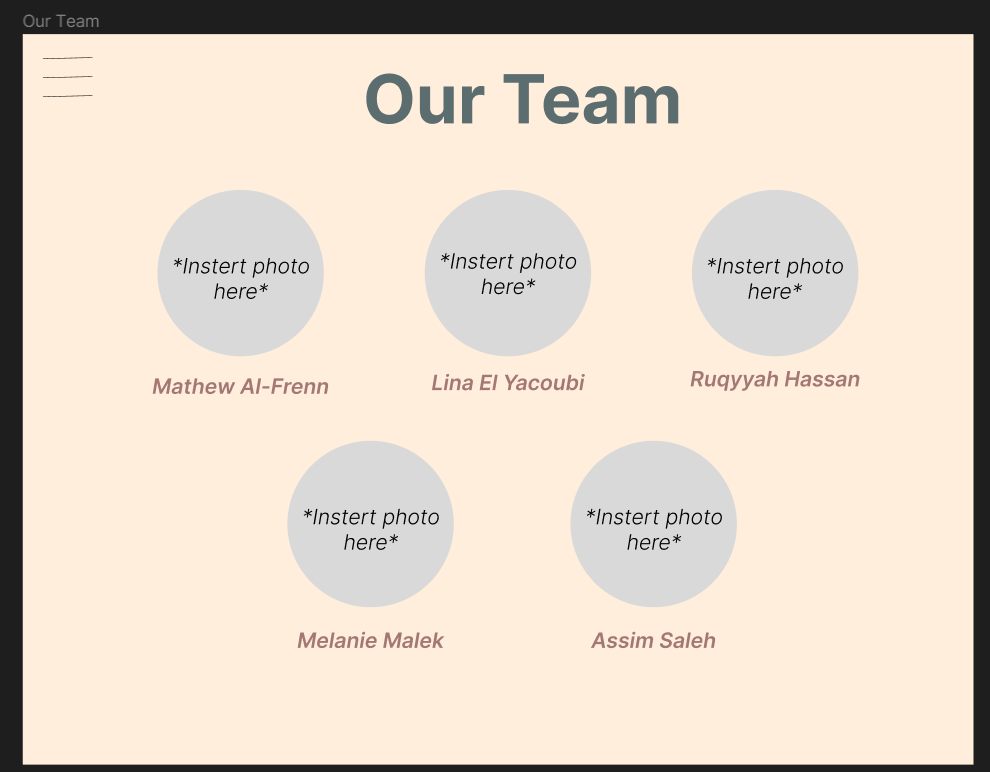 Our Team
Our Team
*Instert photo
here*
*Instert photo
here*
*Instert photo
here*
Mathew Al-Frenn
Lina El Yacoubi
Ruqyyah Hassan
*Instert photo
here*
*Instert photo
here*
Melanie Malek
Assim Saleh